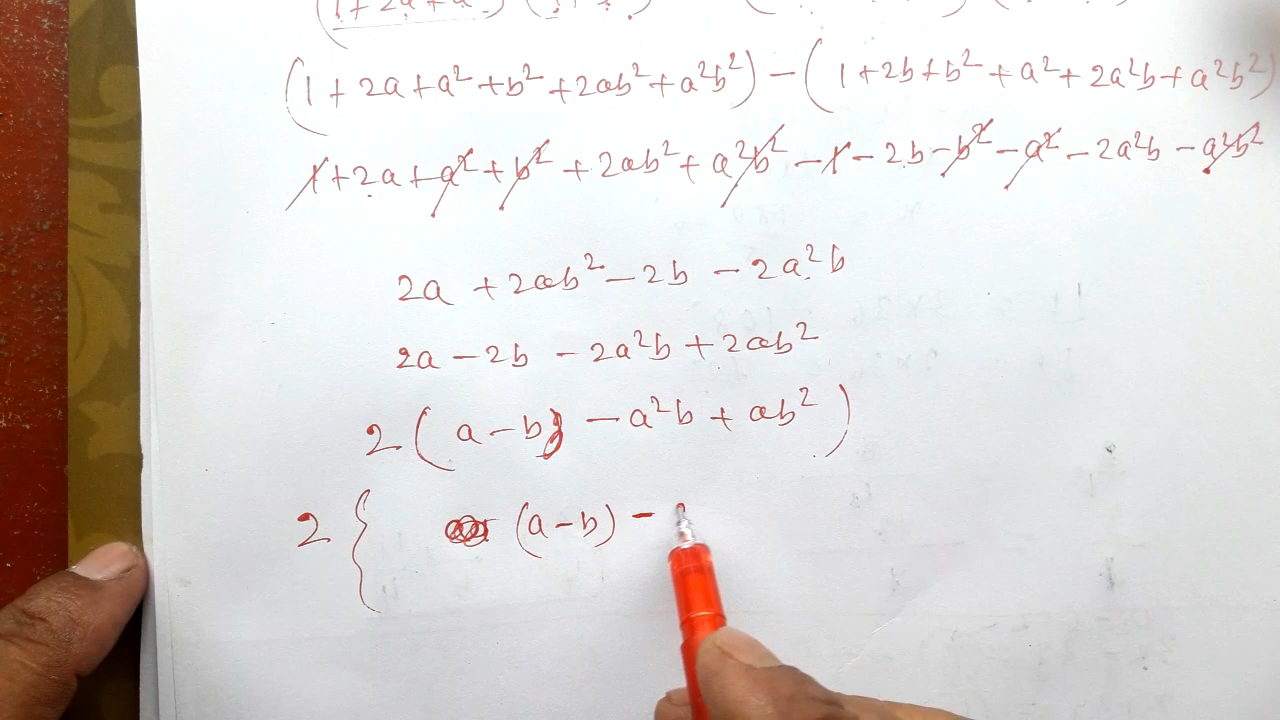 (1 + 2a + a² + b² + 2ab² + a²b²) - (1 + 2b + b² + a² + 2a²b + a²b²)
1 + 2a + a² + b² + 2ab² + a²b² - 1 - 2b - b² - a² - 2a²b - a²b²
2a + 2ab² - 2b - 2a²b
2a - 2b - 2a²b + 2ab²
2 ( a - b - a²b + ab² )
2 { (a - b) -